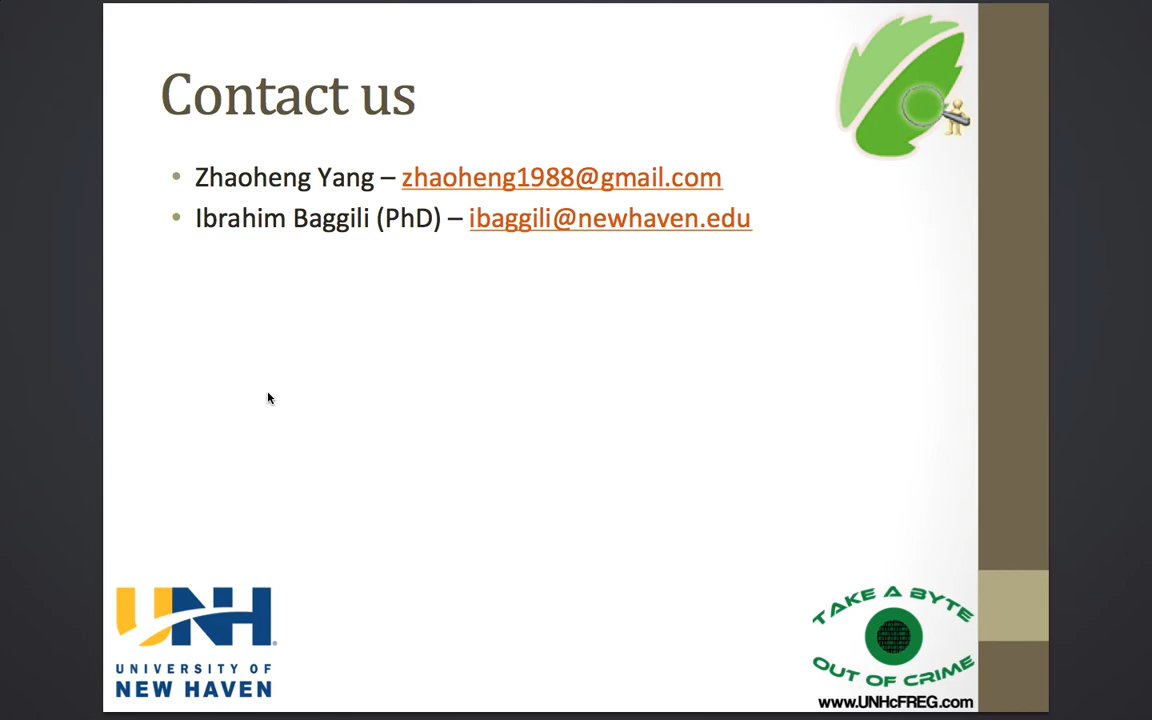 Contact us
• Zhaoheng Yang – zhaoheng1988@gmail.com
• Ibrahim Baggili (PhD) – ibaggili@newhaven.edu
UNH
UNIVERSITY OF
NEW HAVEN
TAKE A BYTE
OUT OF CRIME
www.UNHcFREG.com